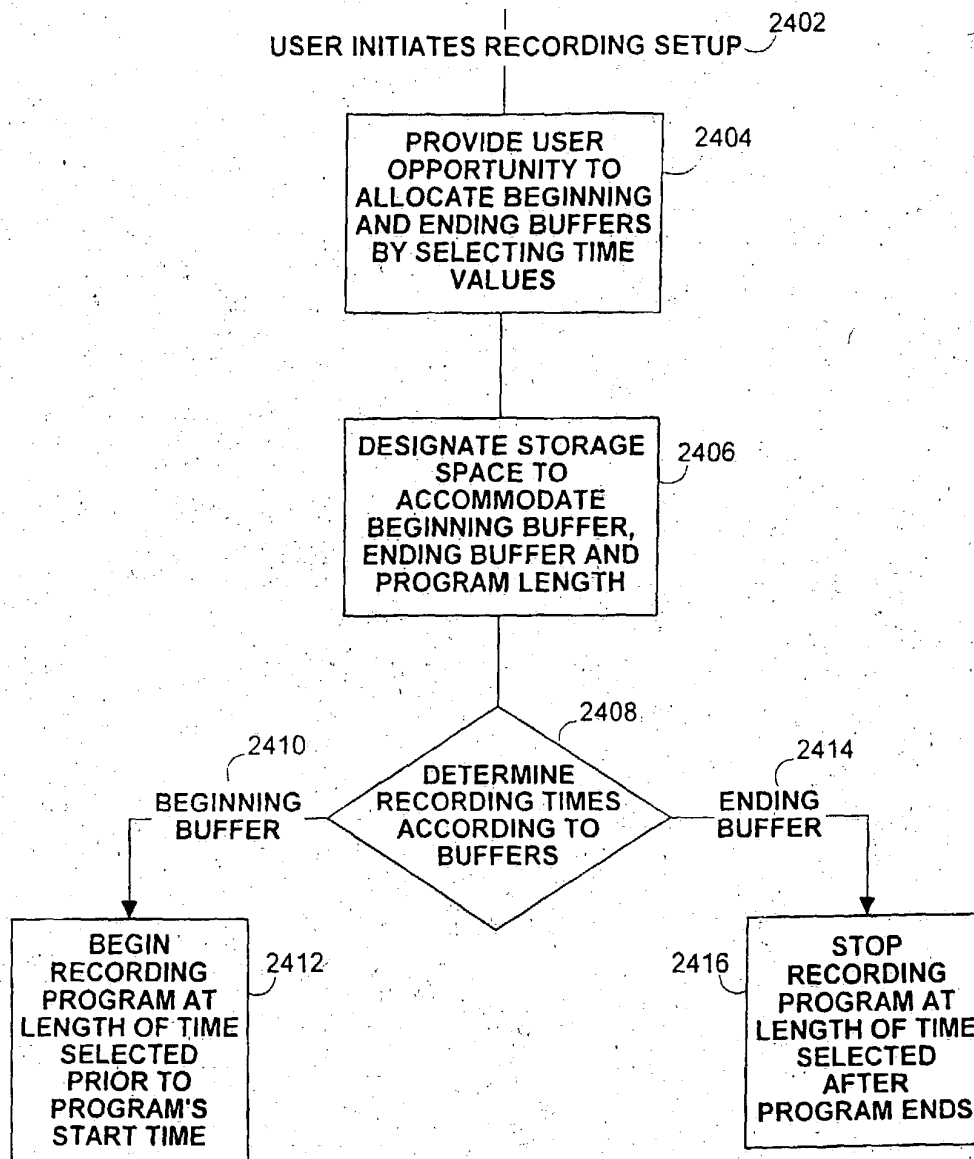 2402
USER INITIATES RECORDING SETUP
2404
PROVIDE USER
OPPORTUNITY TO
ALLOCATE BEGINNING
AND ENDING BUFFERS
BY SELECTING TIME
VALUES
2406
DESIGNATE STORAGE
SPACE TO
ACCOMMODATE
BEGINNING BUFFER,
ENDING BUFFER AND
PROGRAM LENGTH
2408
DETERMINE
RECORDING TIMES
ACCORDING TO
BUFFERS
2410
BEGINNING
BUFFER
2414
ENDING
BUFFER
2412
BEGIN
RECORDING
PROGRAM AT
LENGTH OF TIME
SELECTED
PRIOR TO
PROGRAM'S
START TIME
2416
STOP
RECORDING
PROGRAM AT
LENGTH OF TIME
SELECTED
AFTER
PROGRAM ENDS